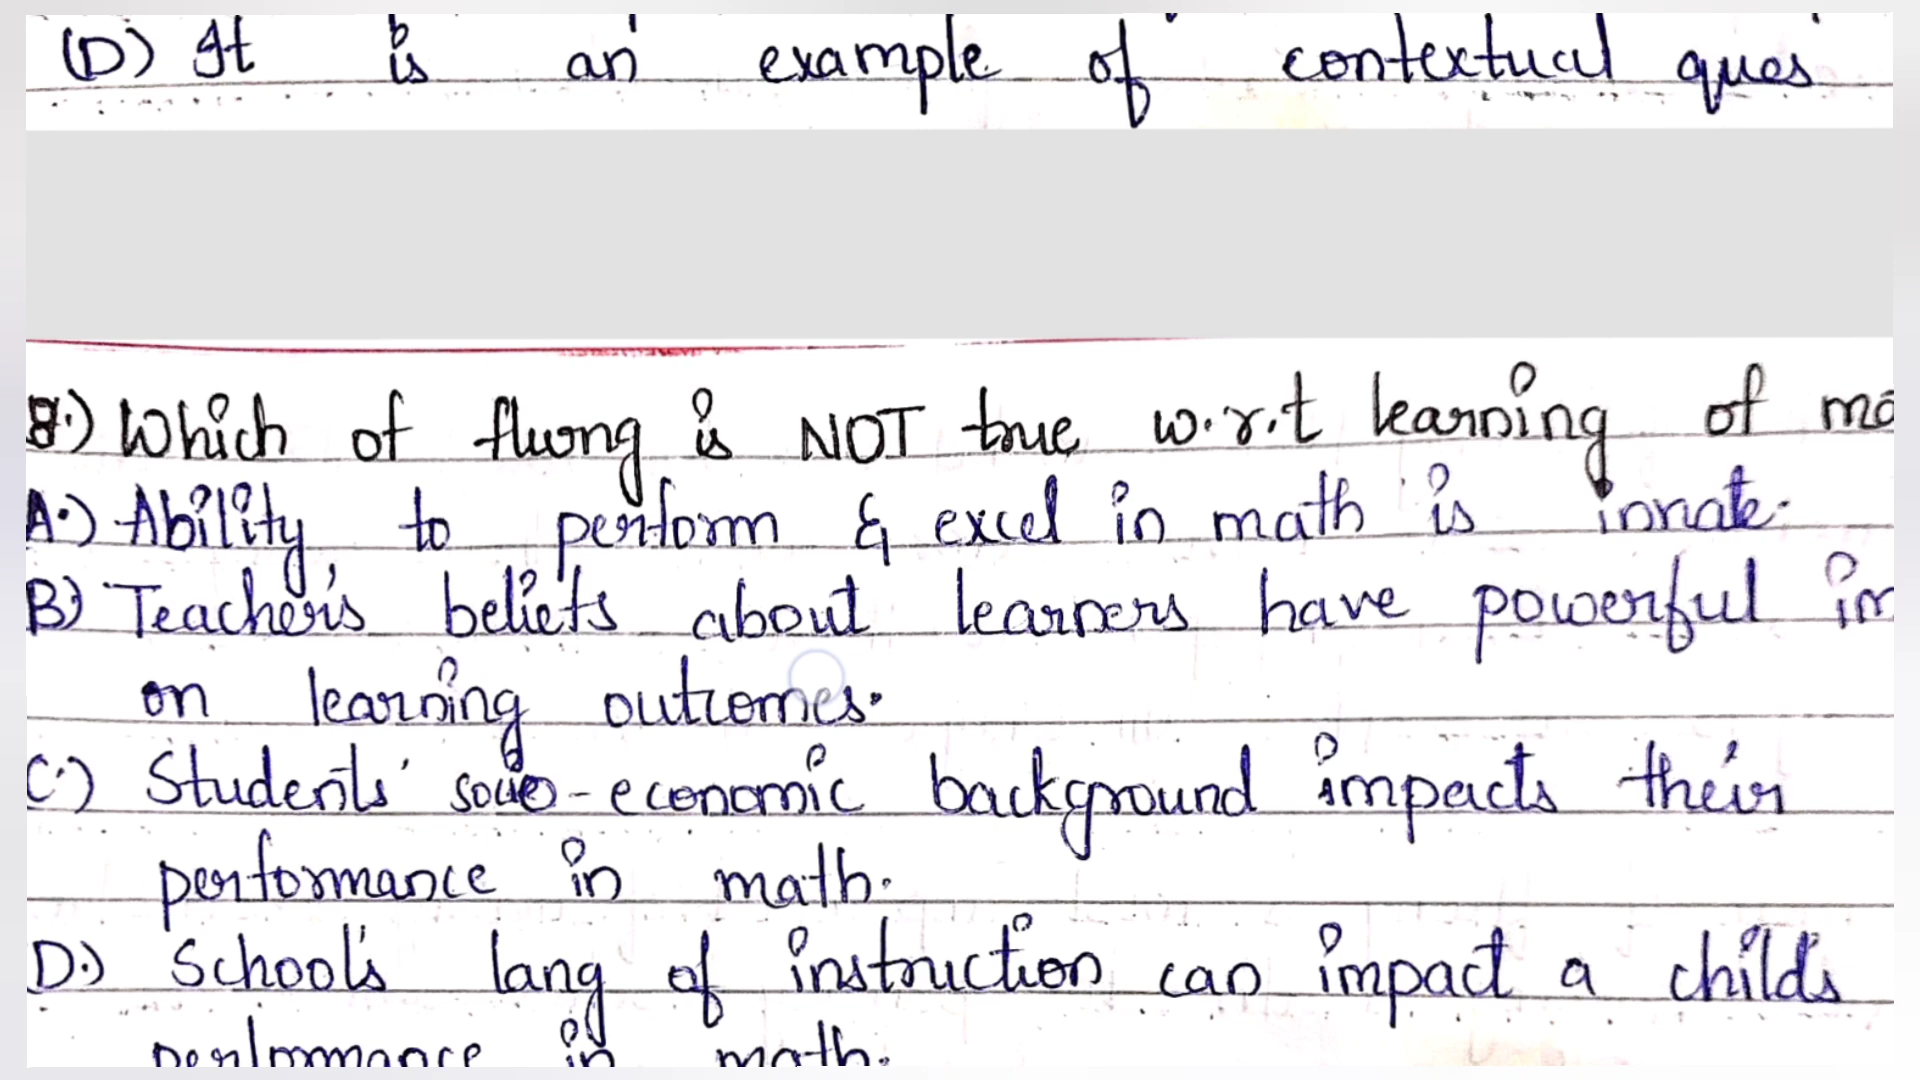 (D) It is an example of contextual ques
8.) Which of flwong is NOT true w.r.t learning of ma
A.) Ability to perform & excel in math is innate.
B) Teacher's beliefs about learners have powerful im
on learning outcomes.
C.) Students' socio-economic background impacts their
performance in math.
D.) School's lang of instruction can impact a child's
performance in math.